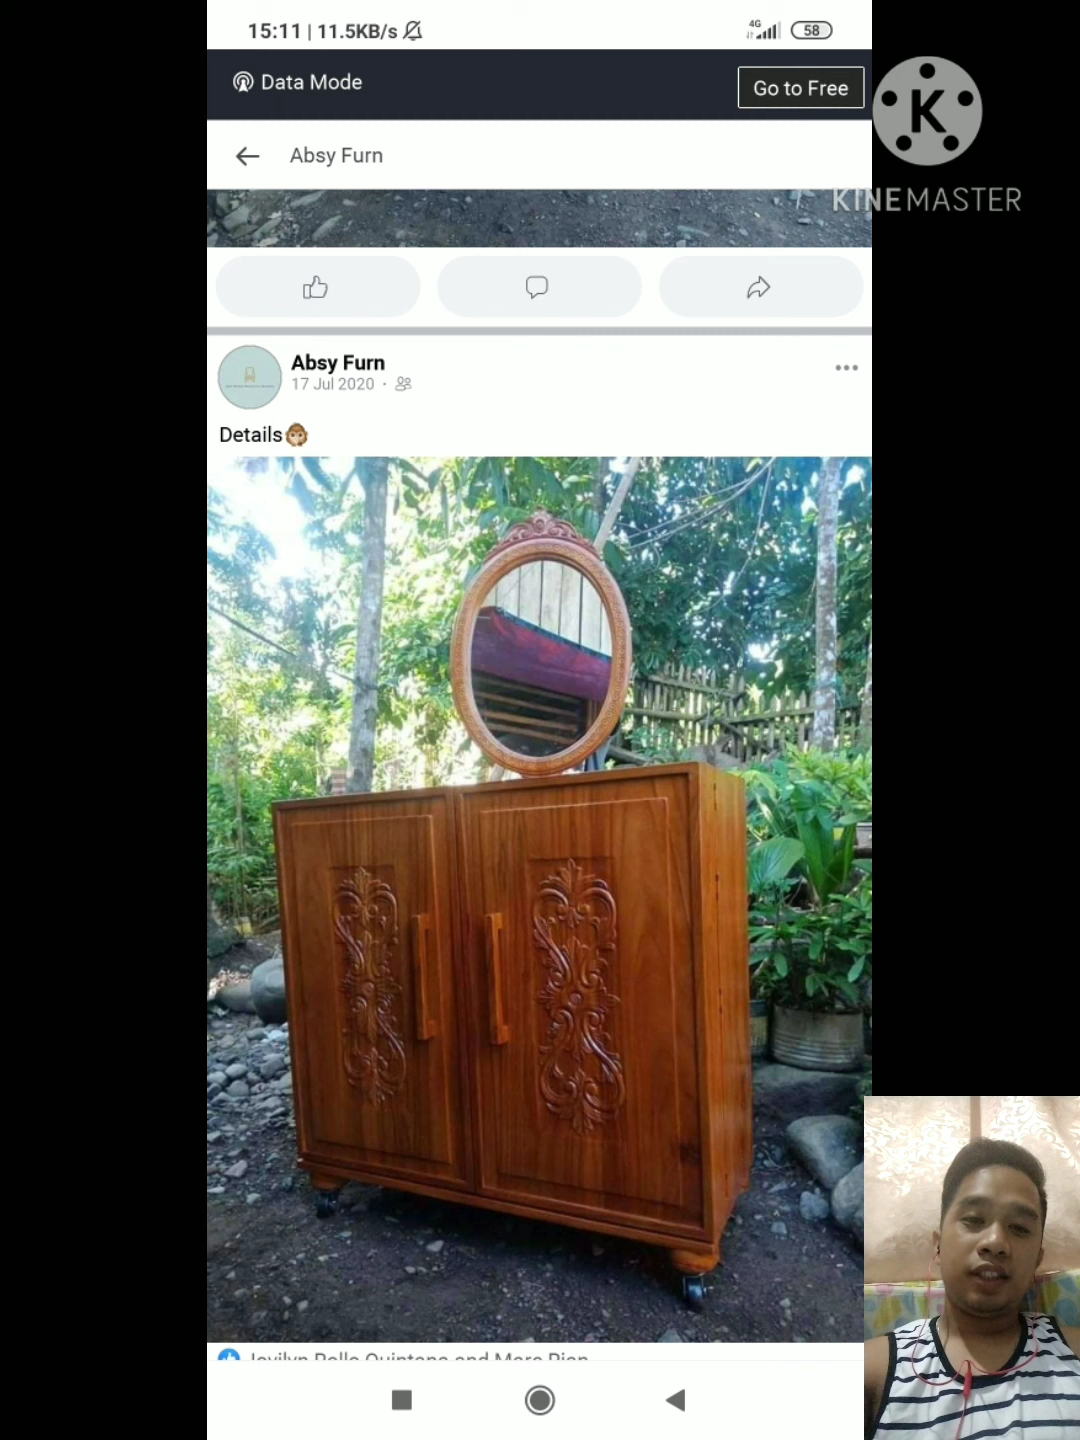 15:11 | 11.5KB/s
4G
58
Data Mode
Go to Free
K
Absy Furn
KINEMASTER
Absy Furn
17 Jul 2020 ·
Details